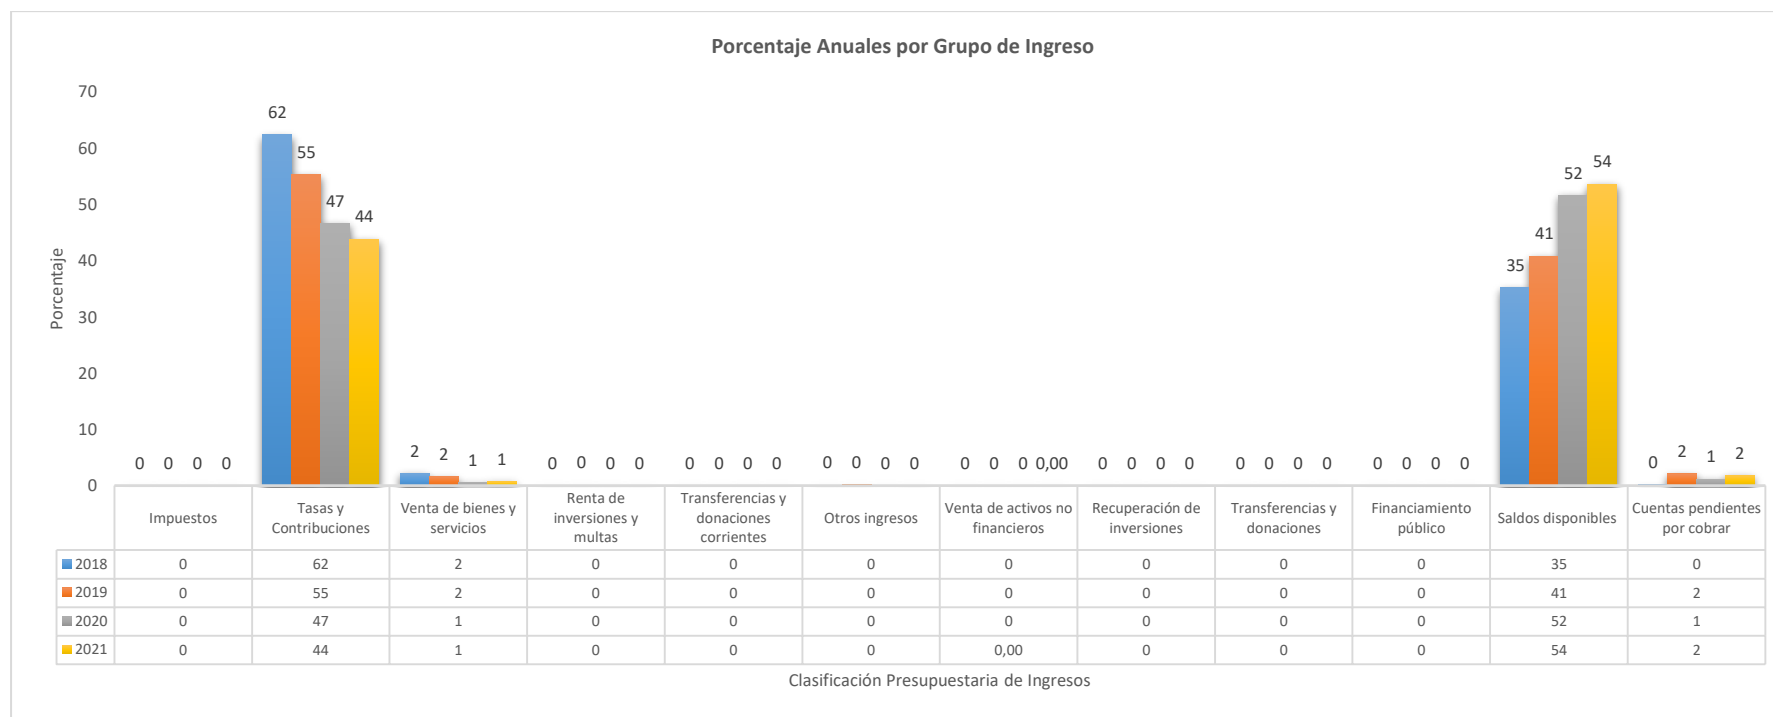 Porcentaje Anuales por Grupo de Ingreso
Porcentaje
70
60
50
40
30
20
10
0
0 0 0 0
62
55
47
44
2 2 1 1
0 0 0 0
0 0 0 0
0 0 0 0
0 0 0 0,00
0 0 0 0
0 0 0 0
0 0 0 0
35
41
52
54
0 2 1 2
Impuestos
Tasas y
Contribuciones
Venta de bienes y
servicios
Renta de
inversiones y
multas
Transferencias y
donaciones
corrientes
Otros ingresos
Venta de activos no
financieros
Recuperación de
inversiones
Transferencias y
donaciones
Financiamiento
público
Saldos disponibles
Cuentas pendientes
por cobrar
2018 0 62 2 0 0 0 0 0 0 0 35 0
2019 0 55 2 0 0 0 0 0 0 0 41 2
2020 0 47 1 0 0 0 0 0 0 0 52 1
2021 0 44 1 0 0 0 0,00 0 0 0 54 2
Clasificación Presupuestaria de Ingresos